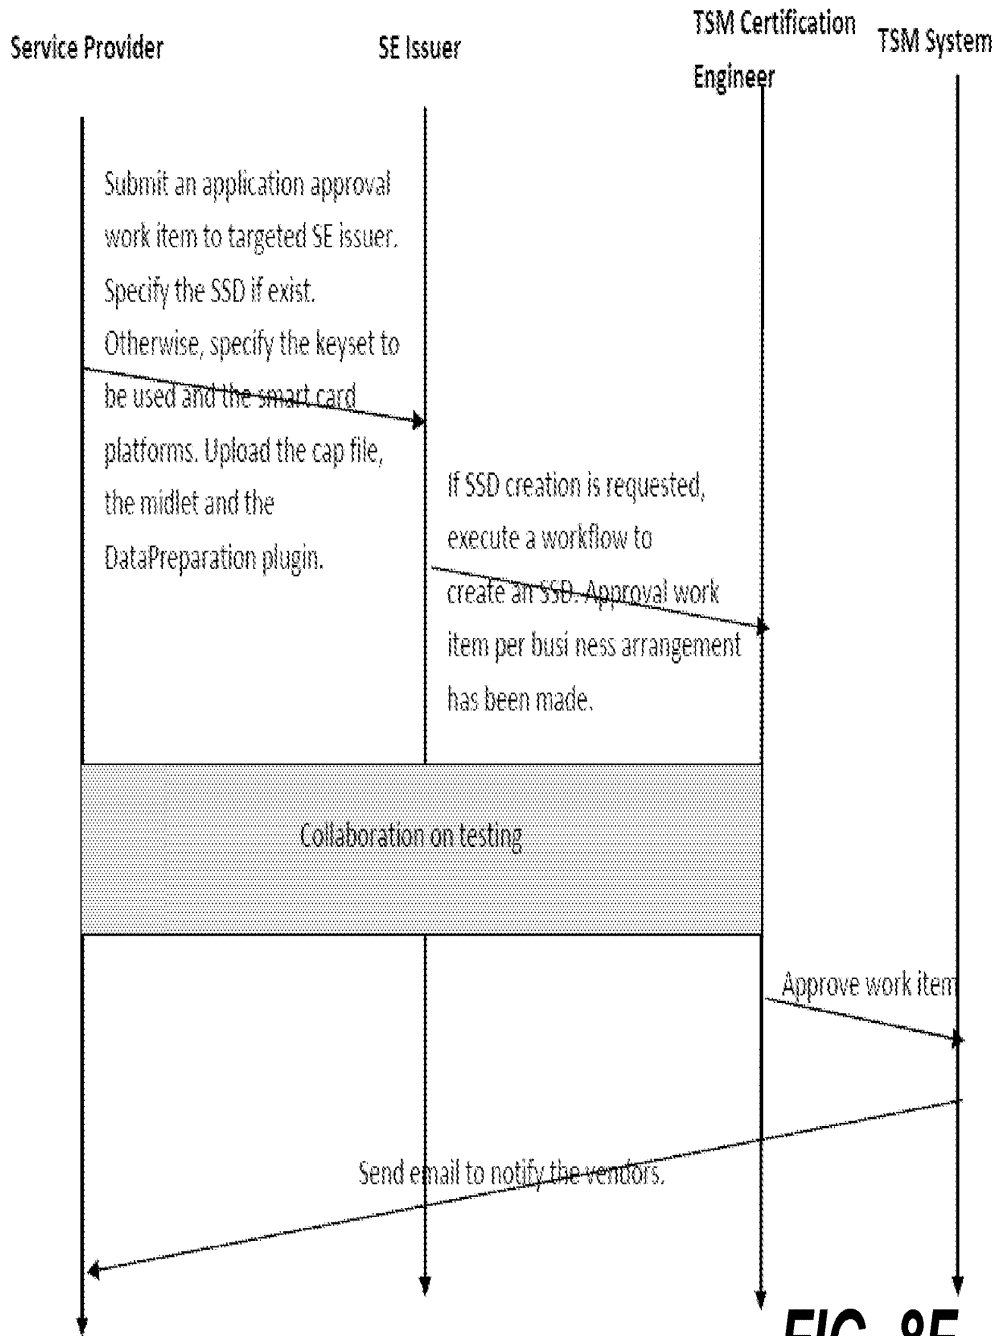 Service Provider
SE Issuer
TSM Certification
Engineer
TSM System
Submit an application approval
work item to targeted SE issuer.
Specify the SSD if exist.
Otherwise, specify the keyset to
be used and the smart card
platforms. Upload the cap file,
the midlet and the
DataPreparation plugin.
If SSD creation is requested,
execute a workflow to
create an SSD. Approval work
item per busi ness arrangement
has been made.
Collaboration on testing
Approve work item
Send email to notify the vendors.